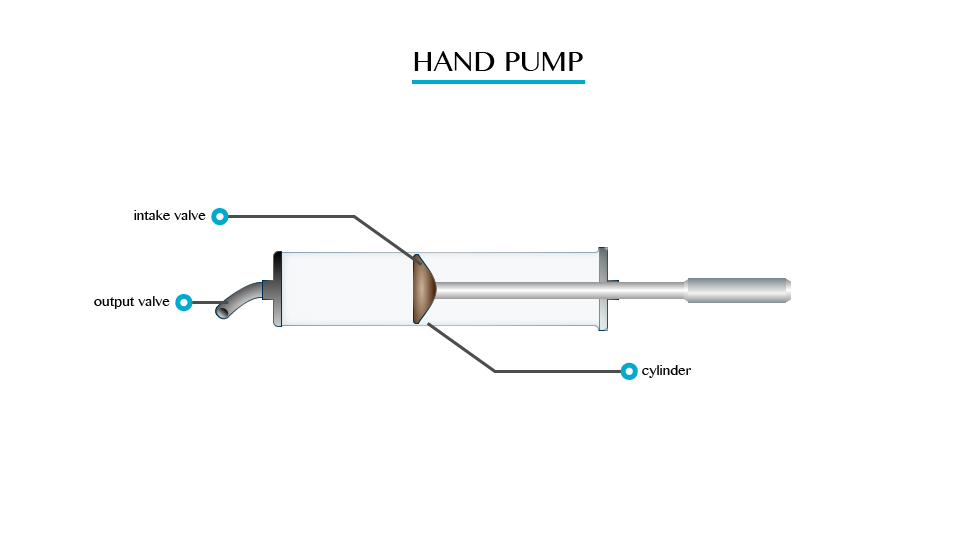 HAND PUMP
intake valve
output valve
cylinder